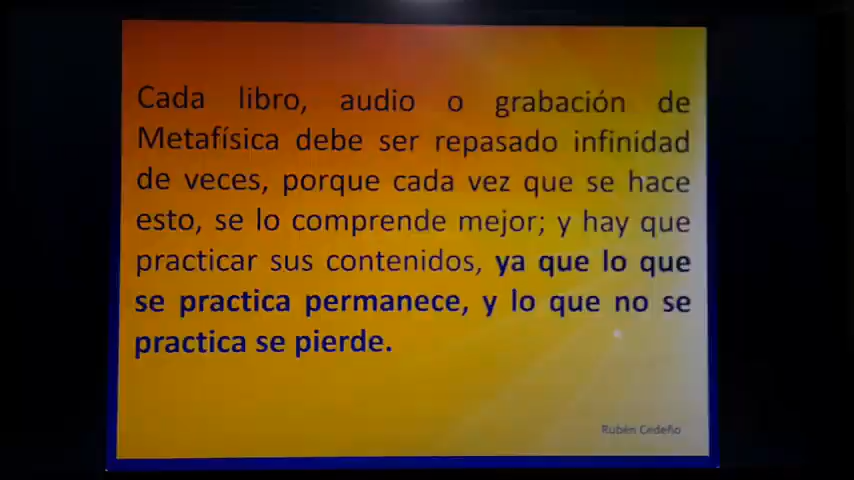 Cada libro, audio o grabación de
Metafísica debe ser repasado infinidad
de veces, porque cada vez que se hace
esto, se lo comprende mejor; y hay que
practicar sus contenidos, ya que lo que
se practica permanece, y lo que no se
practica se pierde.
Rubén Cedeño